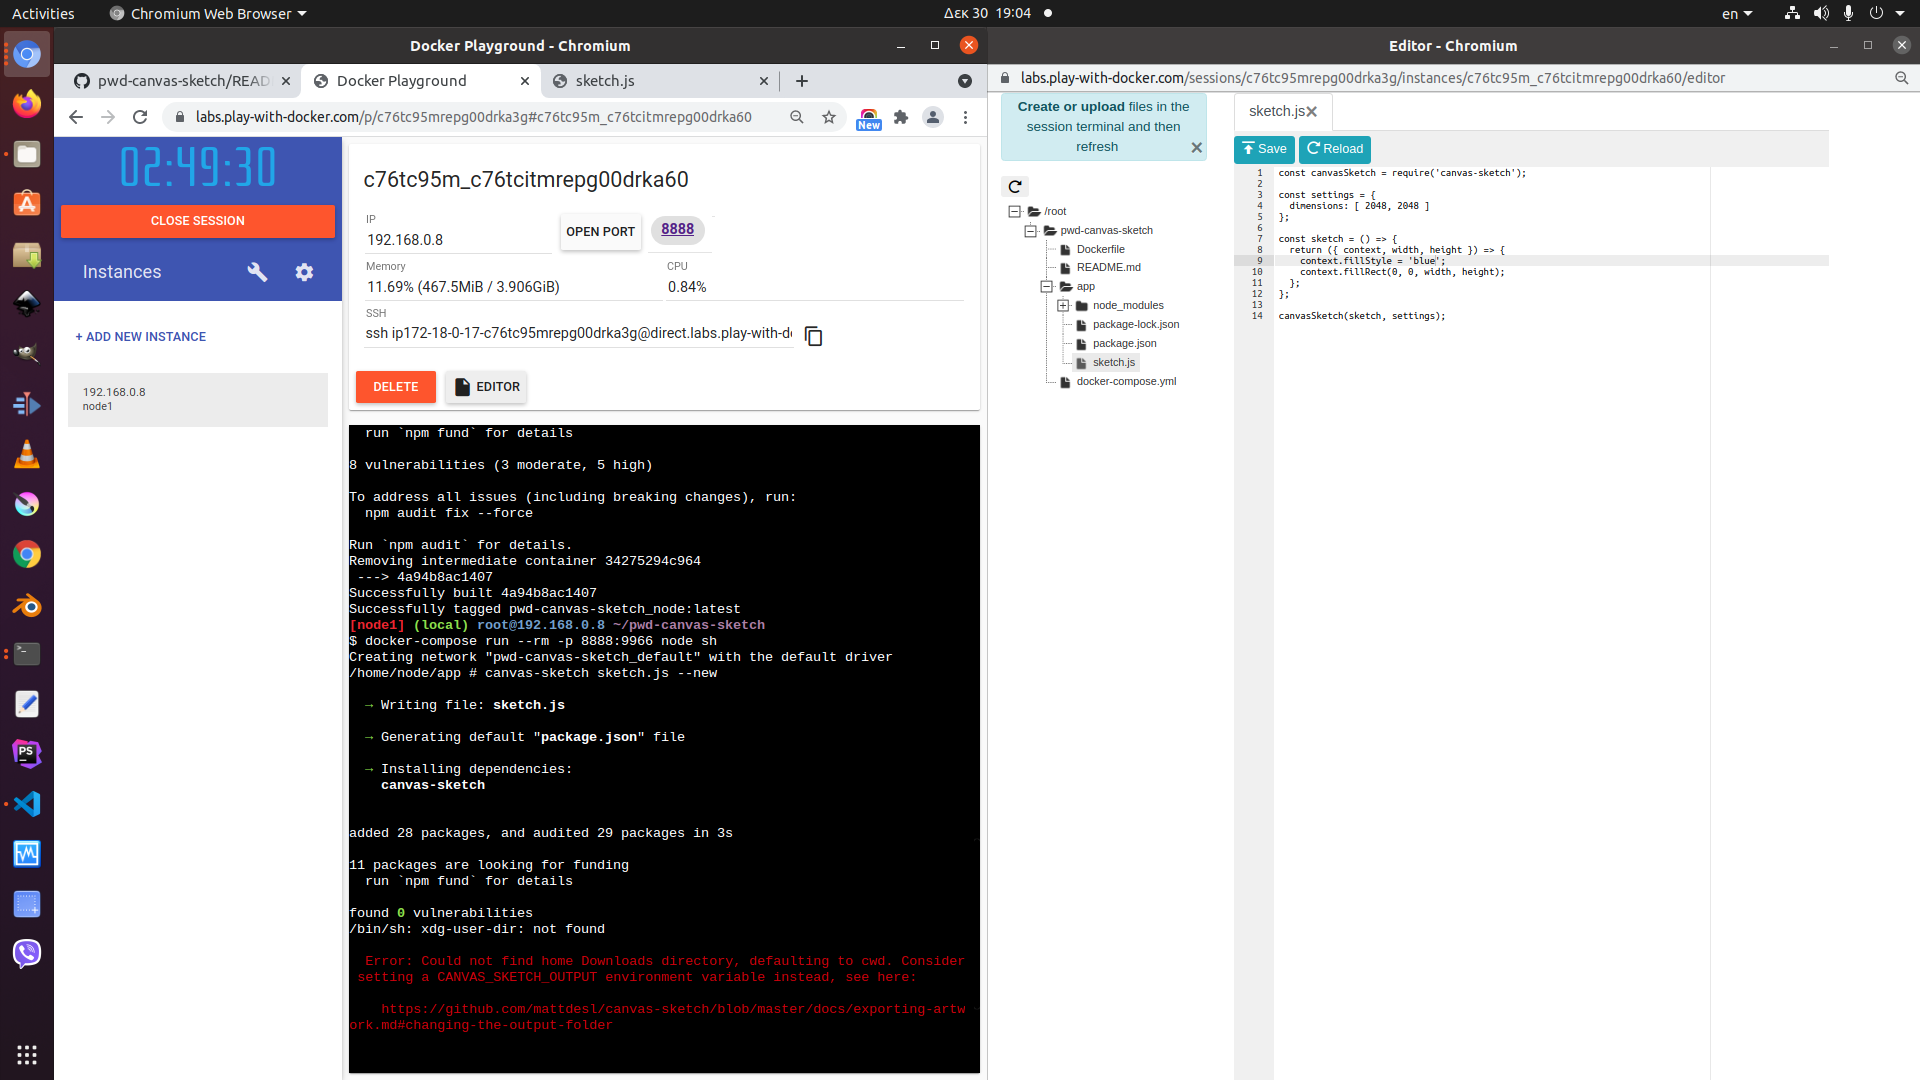 Activities
Chromium Web Browser
Δεκ 30 19:04
en
Docker Playground - Chromium
pwd-canvas-sketch/READ
Docker Playground
sketch.js
labs.play-with-docker.com/p/c76tc95mrepg00drka3g#c76tc95m_c76tcitmrepg00drka60
New
02:49:30
CLOSE SESSION
Instances
+ ADD NEW INSTANCE
192.168.0.8
node1
c76tc95m_c76tcitmrepg00drka60
IP
192.168.0.8
OPEN PORT
8888
Memory
11.69% (467.5MiB / 3.906GiB)
CPU
0.84%
SSH
ssh ip172-18-0-17-c76tc95mrepg00drka3g@direct.labs.play-with-do
DELETE
EDITOR
run `npm fund` for details
8 vulnerabilities (3 moderate, 5 high)
To address all issues (including breaking changes), run:
npm audit fix --force
Run `npm audit` for details.
Removing intermediate container 34275294c964
---> 4a94b8ac1407
Successfully built 4a94b8ac1407
Successfully tagged pwd-canvas-sketch_node:latest
[node1] (local) root@192.168.0.8 ~/pwd-canvas-sketch
$ docker-compose run --rm -p 8888:9966 node sh
Creating network "pwd-canvas-sketch_default" with the default driver
/home/node/app # canvas-sketch sketch.js --new
→ Writing file: sketch.js
→ Generating default "package.json" file
→ Installing dependencies:
canvas-sketch
added 28 packages, and audited 29 packages in 3s
11 packages are looking for funding
run `npm fund` for details
found 0 vulnerabilities
/bin/sh: xdg-user-dir: not found
Error: Could not find home Downloads directory, defaulting to cwd. Consider
setting a CANVAS_SKETCH_OUTPUT environment variable instead, see here:
https://github.com/mattdesl/canvas-sketch/blob/master/docs/exporting-artw
ork.md#changing-the-output-folder
Editor - Chromium
labs.play-with-docker.com/sessions/c76tc95mrepg00drka3g/instances/c76tc95m_c76tcitmrepg00drka60/editor
Create or upload files in the
session terminal and then
refresh
/root
pwd-canvas-sketch
Dockerfile
README.md
app
node_modules
package-lock.json
package.json
sketch.js
docker-compose.yml
sketch.js
Save
Reload
1 const canvasSketch = require('canvas-sketch');
2
3 const settings = {
4 dimensions: [ 2048, 2048 ]
5 };
6
7 const sketch = () => {
8 return ({ context, width, height }) => {
9 context.fillStyle = 'blue';
10 context.fillRect(0, 0, width, height);
11 };
12 };
13
14 canvasSketch(sketch, settings);
PS